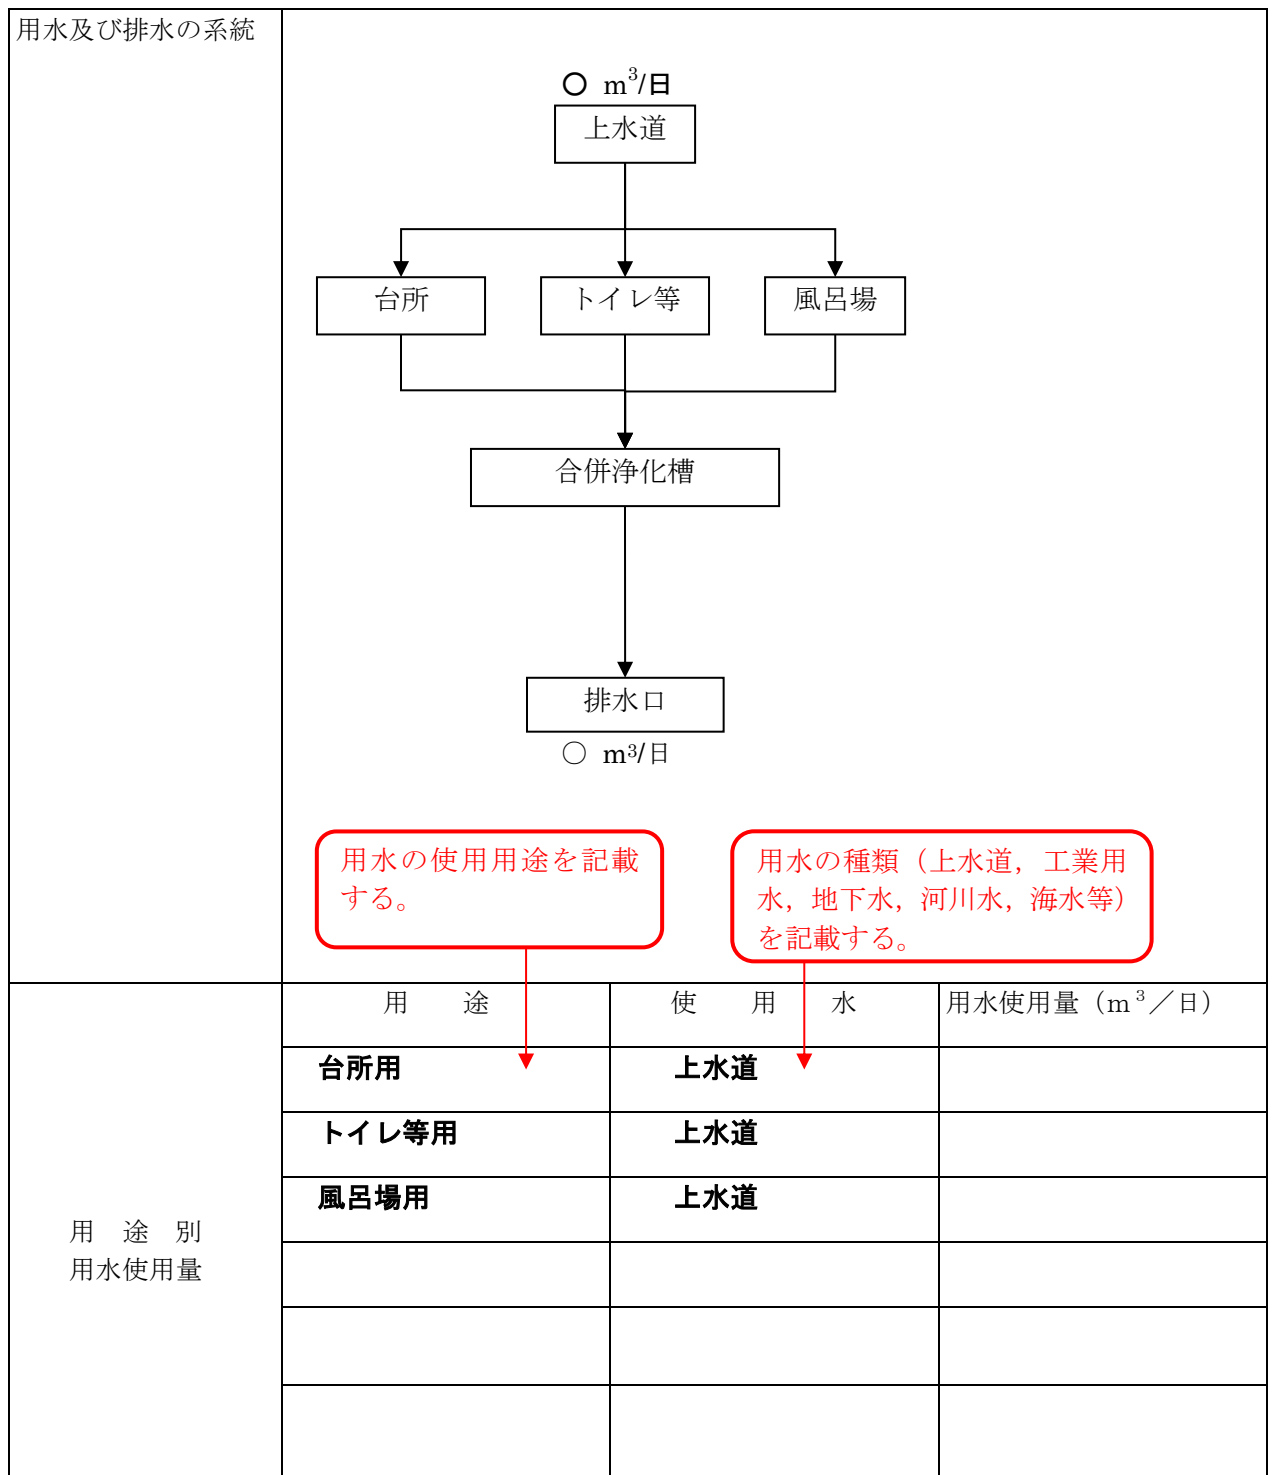 用水及び排水の系統
○ m³/日
上水道
台所
トイレ等
風呂場
合併浄化槽
排水口
○ m³/日
用水の使用用途を記載
する。
用水の種類（上水道，工業用
水，地下水，河川水，海水等）
を記載する。
用　途　別
用水使用量
用　　途
使　用　水
用水使用量（m³／日）
台所用
上水道
トイレ等用
上水道
風呂場用
上水道